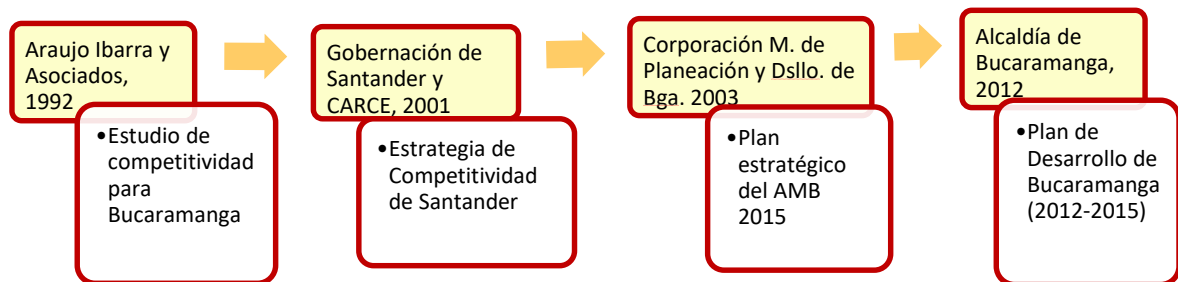 Araujo Ibarra y
Asociados,
1992
•Estudio de
competitividad
para
Bucaramanga
Gobernación de
Santander y
CARCE, 2001
•Estrategia de
Competitividad
de Santander
Corporación M. de
Planeación y Dsllo. de
Bga. 2003
•Plan
estratégico
del AMB
2015
Alcaldía de
Bucaramanga,
2012
•Plan de
Desarrollo de
Bucaramanga
(2012-2015)